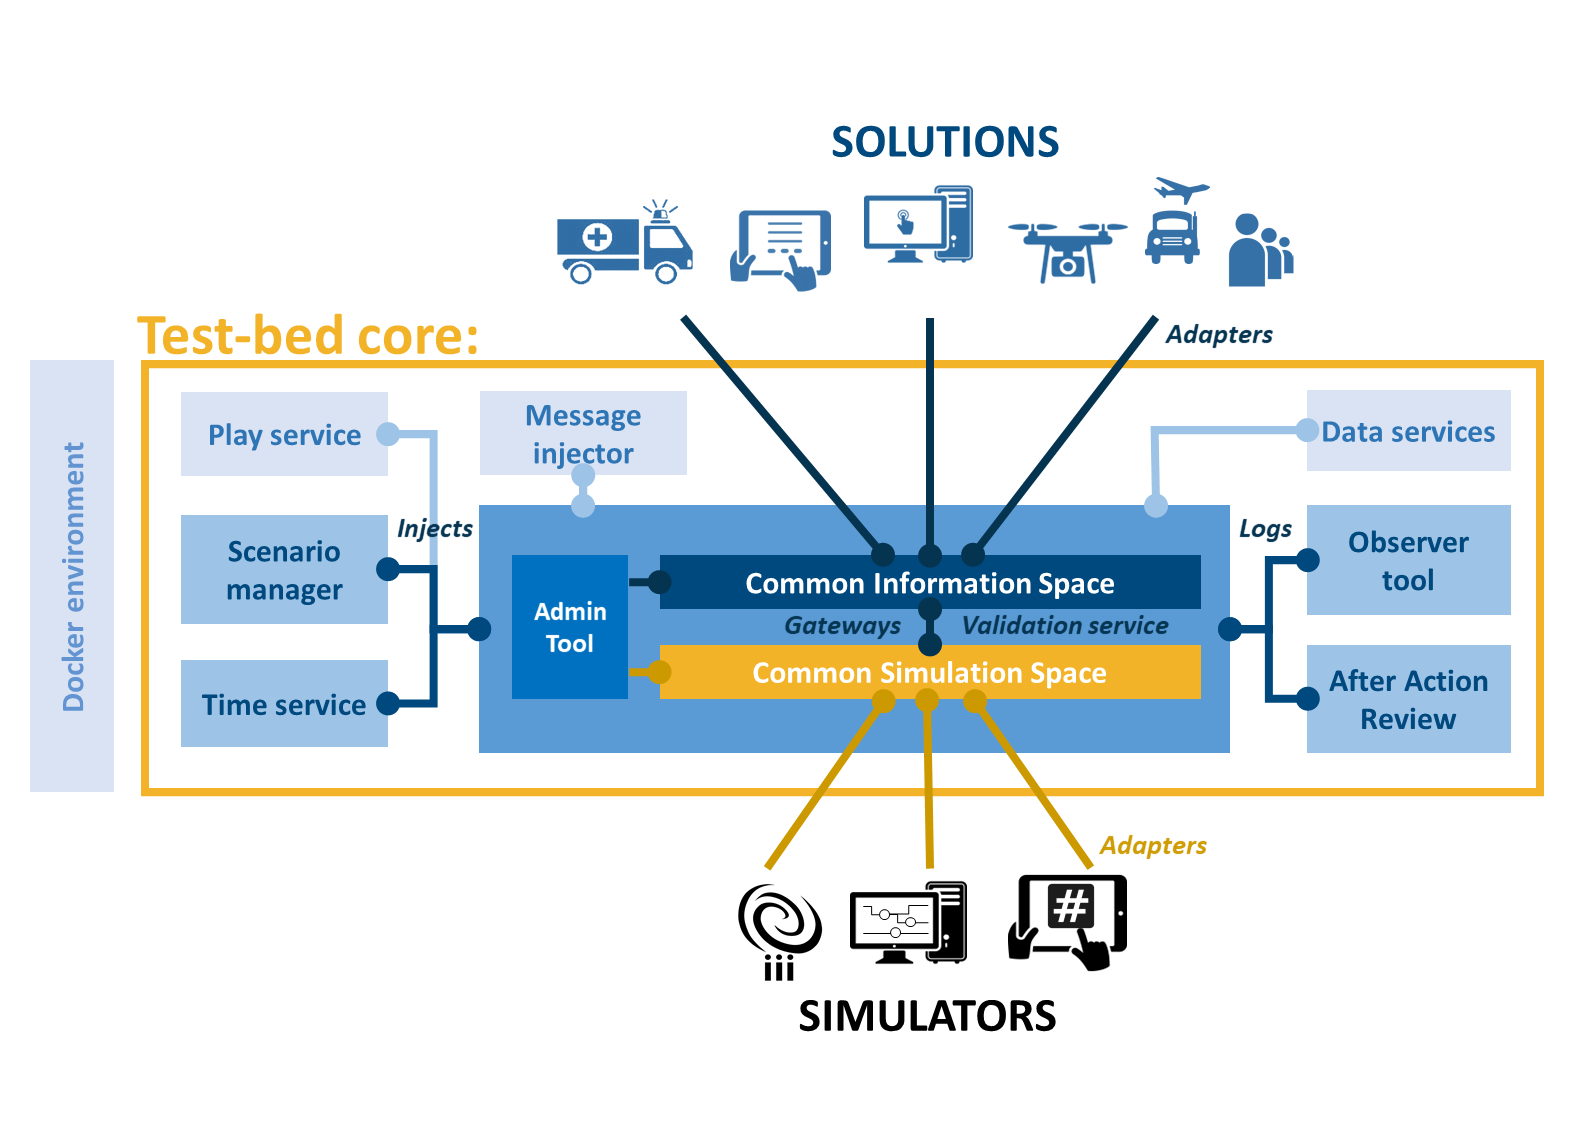 SOLUTIONS
Test-bed core:
Adapters
Docker environment
Play service
Message
injector
Data services
Injects
Logs
Scenario
manager
Observer
tool
Admin
Tool
Common Information Space
Gateways
Validation service
Common Simulation Space
Time service
After Action
Review
Adapters
#
iii
SIMULATORS